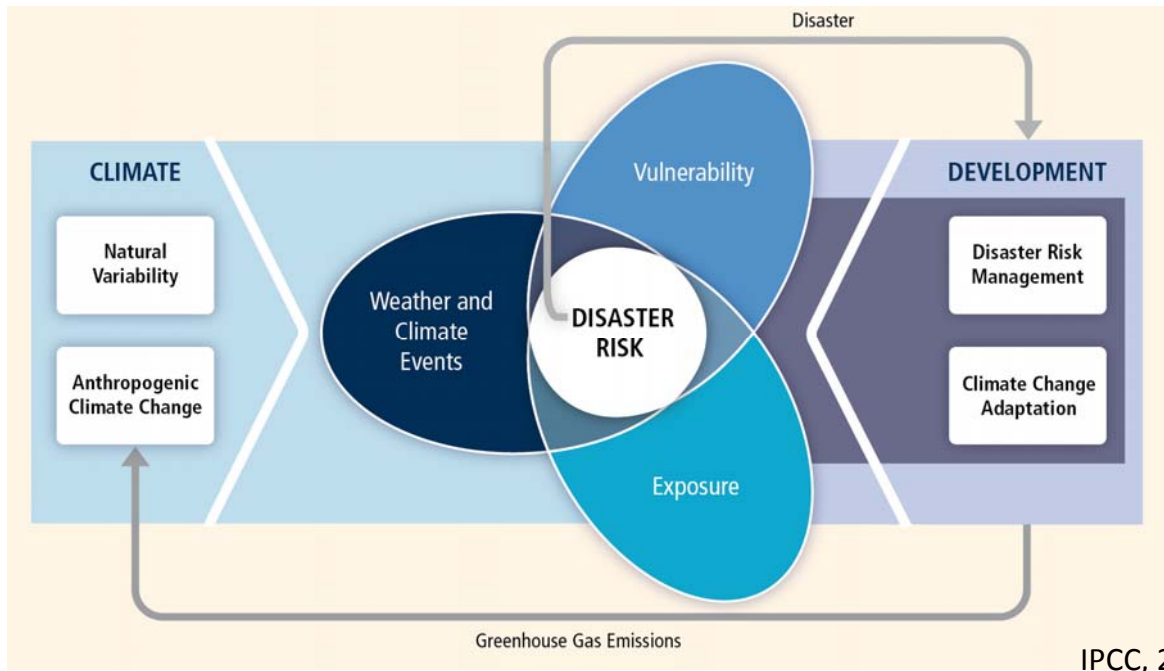 Disaster
CLIMATE
Natural
Variability
Anthropogenic
Climate Change
Vulnerability
Weather and
Climate
Events
DISASTER
RISK
Exposure
DEVELOPMENT
Disaster Risk
Management
Climate Change
Adaptation
Greenhouse Gas Emissions
IPCC, 2